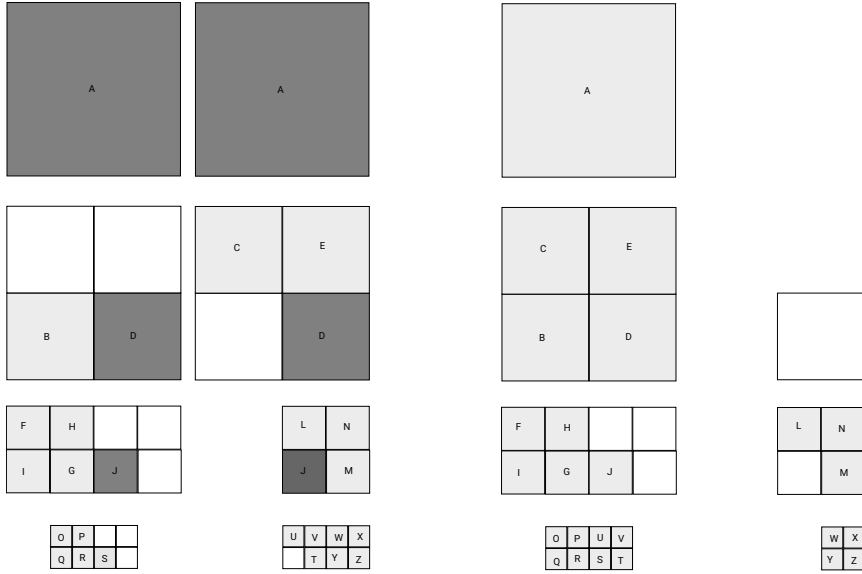 A A A
C E C E
B D D B D
F H L N F H L N
I G J J M I G J M
O P U V W X O P U V W X
Q R S T Y Z Q R S T Y Z